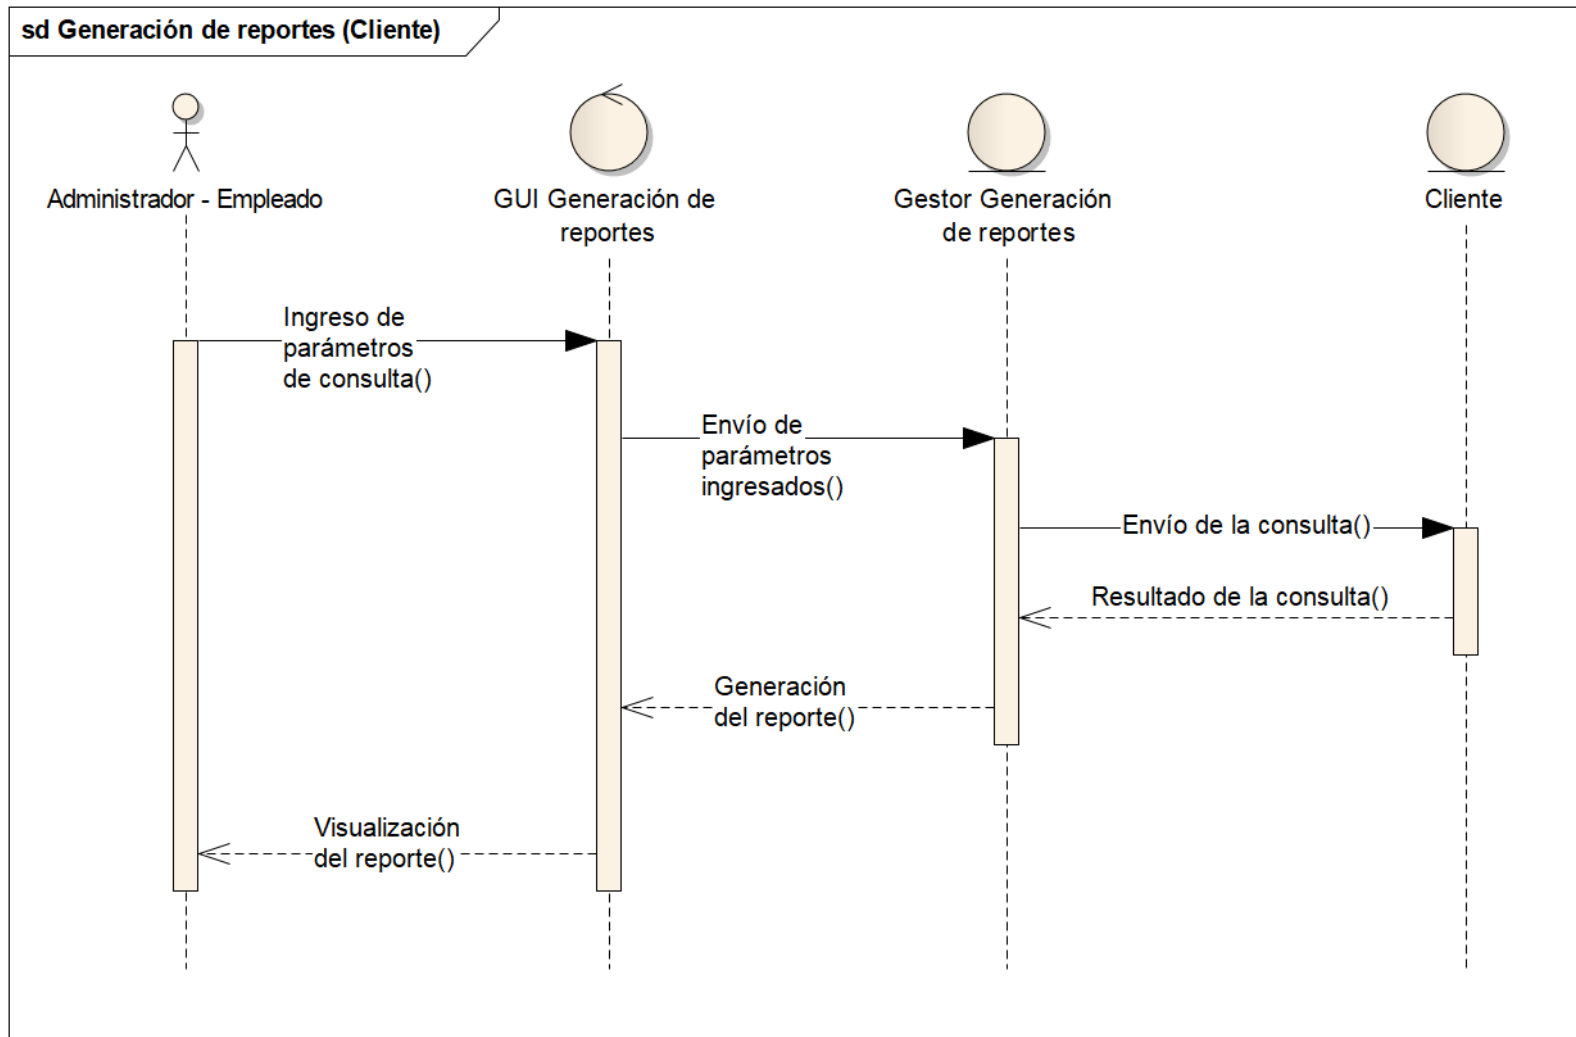 sd Generación de reportes (Cliente)
Administrador - Empleado
GUI Generación de
reportes
Gestor Generación
de reportes
Cliente
Ingreso de
parámetros
de consulta()
Envío de
parámetros
ingresados()
Envío de la consulta()
Resultado de la consulta()
Generación
del reporte()
Visualización
del reporte()